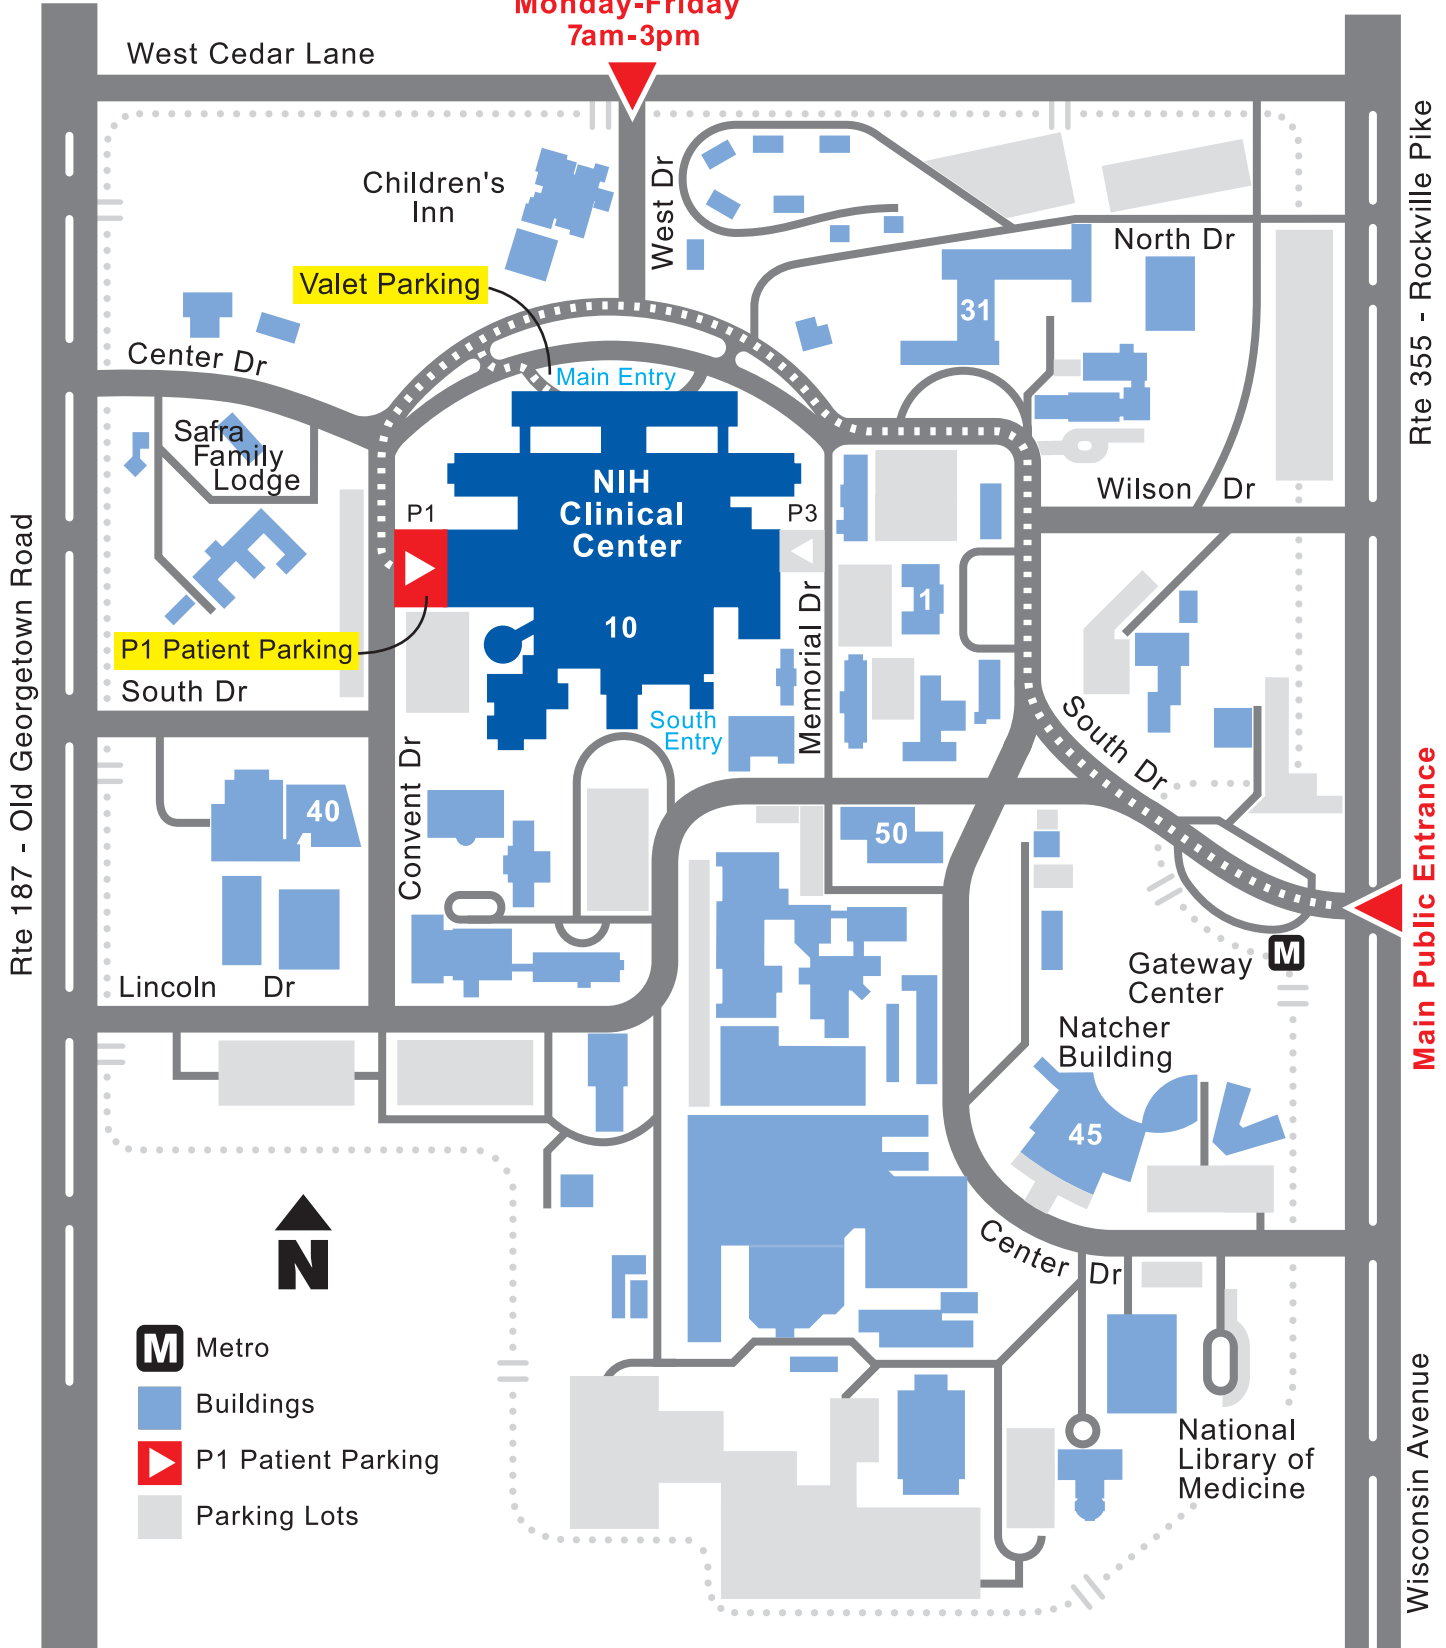 Monday-Friday
7am-3pm
West Cedar Lane
Children's
Inn
West Dr
Valet Parking
North Dr
31
Rte 355 - Rockville Pike
Center Dr
Main Entry
Safra
Family
Lodge
NIH
Clinical
Center
10
P1
P3
Wilson Dr
1
Memorial Dr
P1 Patient Parking
South Dr
South
Entry
South Dr
Rte 187 - Old Georgetown Road
40
Convent Dr
50
Main Public Entrance
Lincoln Dr
M
Gateway
Center
Natcher
Building
45
Center Dr
N
M Metro
Buildings
P1 Patient Parking
Parking Lots
National
Library of
Medicine
Wisconsin Avenue